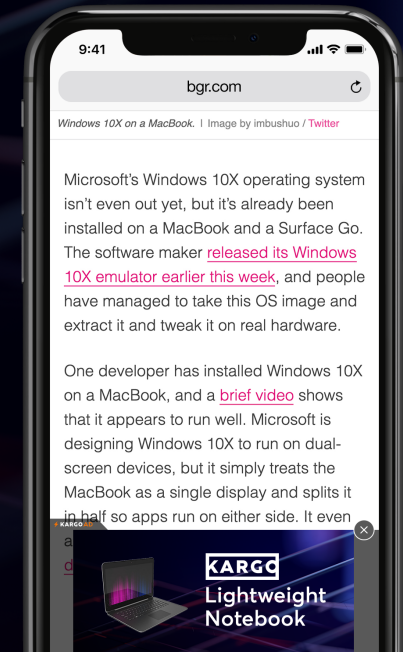 9:41
bgr.com
Windows 10X on a MacBook. | Image by imbushuo / Twitter
Microsoft's Windows 10X operating system
isn't even out yet, but it's already been
installed on a MacBook and a Surface Go.
The software maker released its Windows
10X emulator earlier this week, and people
have managed to take this OS image and
extract it and tweak it on real hardware.
One developer has installed Windows 10X
on a MacBook, and a brief video shows
that it appears to run well. Microsoft is
designing Windows 10X to run on dual-
screen devices, but it simply treats the
MacBook as a single display and splits it
in half so apps run on either side. It even
KARGO AD
KARGO
Lightweight
Notebook